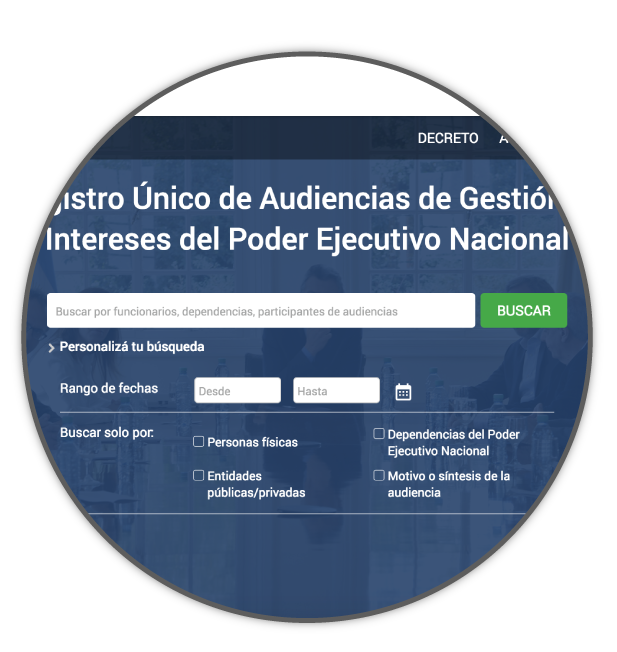 DECRETO
Único de Audiencias de
Intereses del Poder Ejecutivo Nacional
Buscar por funcionarios, dependencias, participantes de audiencias
BUSCAR
Personalizá tu búsqueda
Rango de fechas
Desde
Hasta
Buscar solo por:
Personas físicas
Dependencias del Poder
Ejecutivo Nacional
Entidades
públicas/privadas
Motivo o síntesis de la
audiencia